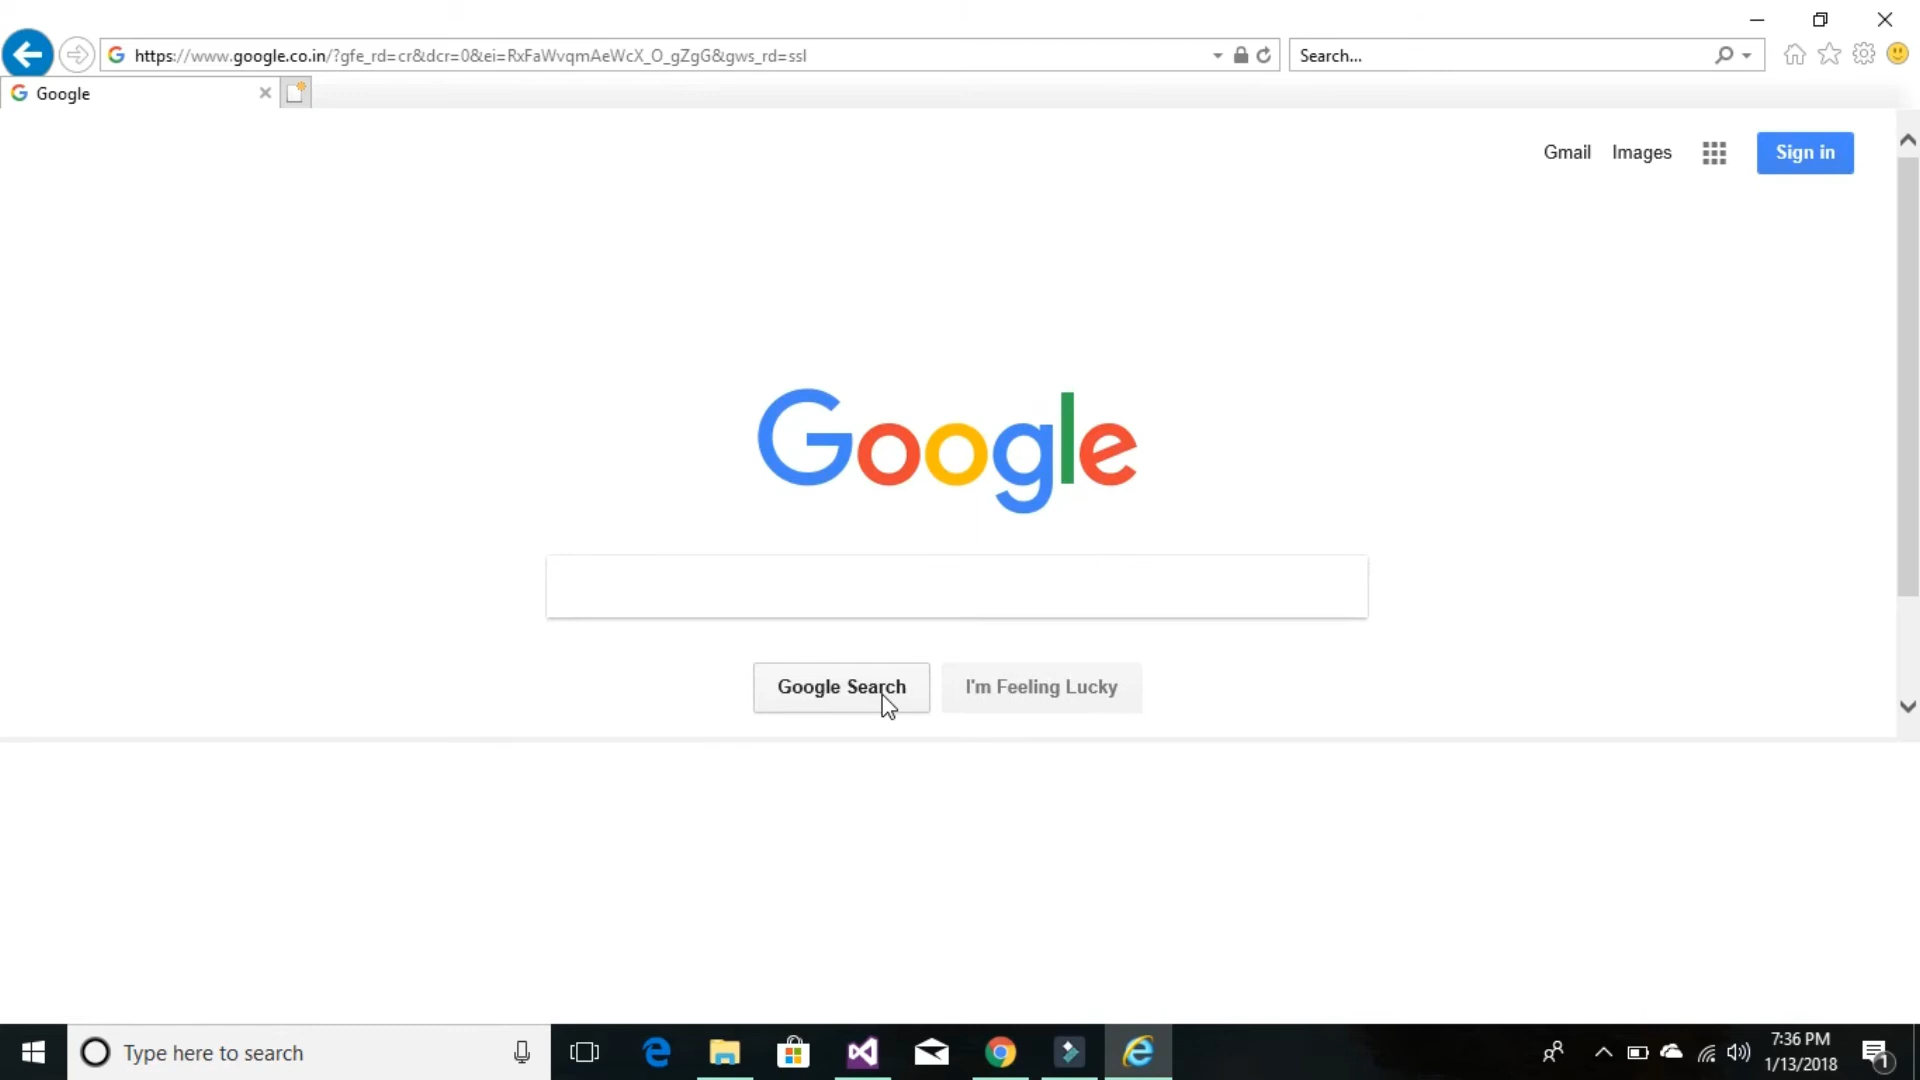 https://www.google.co.in/?gfe_rd=cr&dcr=0&ei=RxFaWvqmAeWcX_O_gZgG&gws_rd=ssl
Search...
Google
Gmail
Images
Sign in
Google
Google Search
I'm Feeling Lucky
Type here to search
7:36 PM
1/13/2018
1